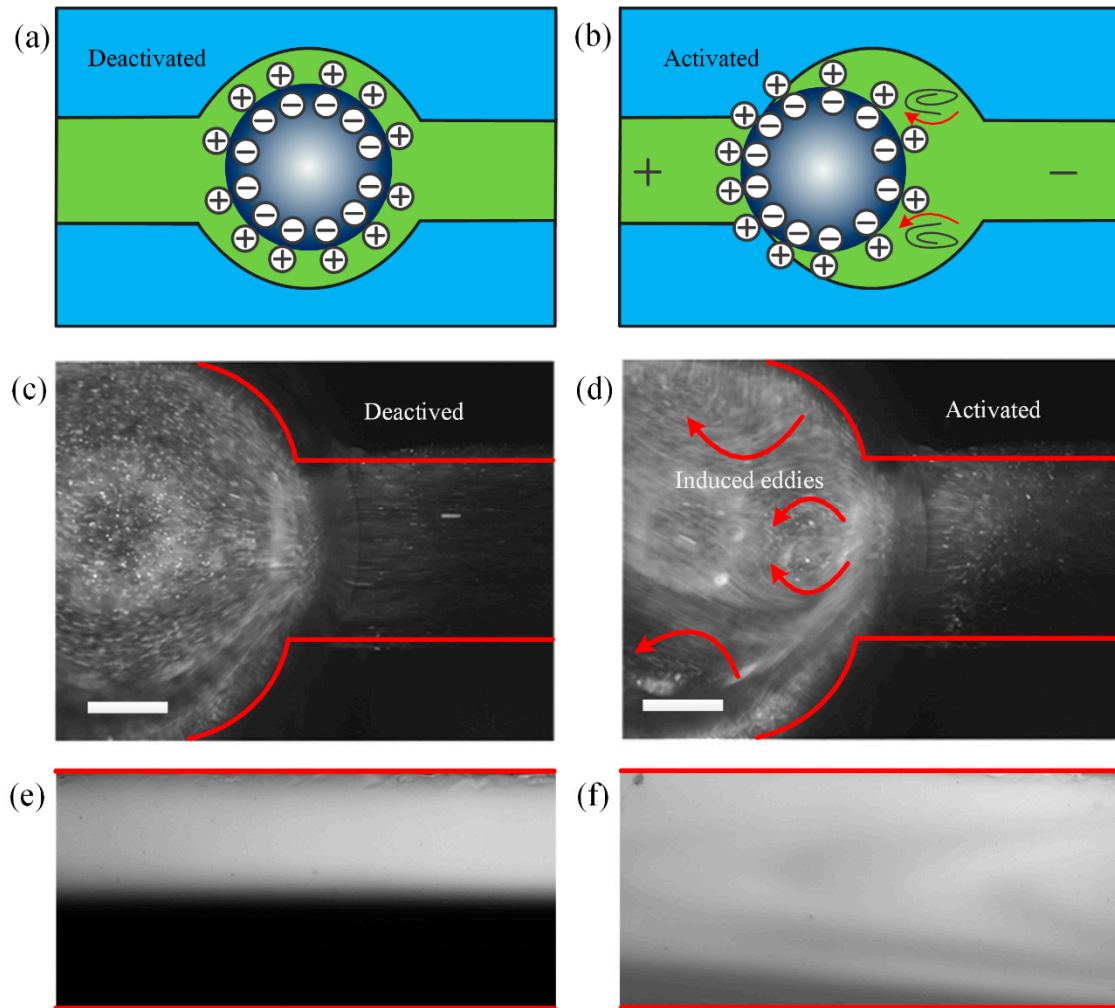 (a)
Deactivated
(b)
Activated
+
−
(c)
Deactived
(d)
Activated
Induced eddies
(e)
(f)